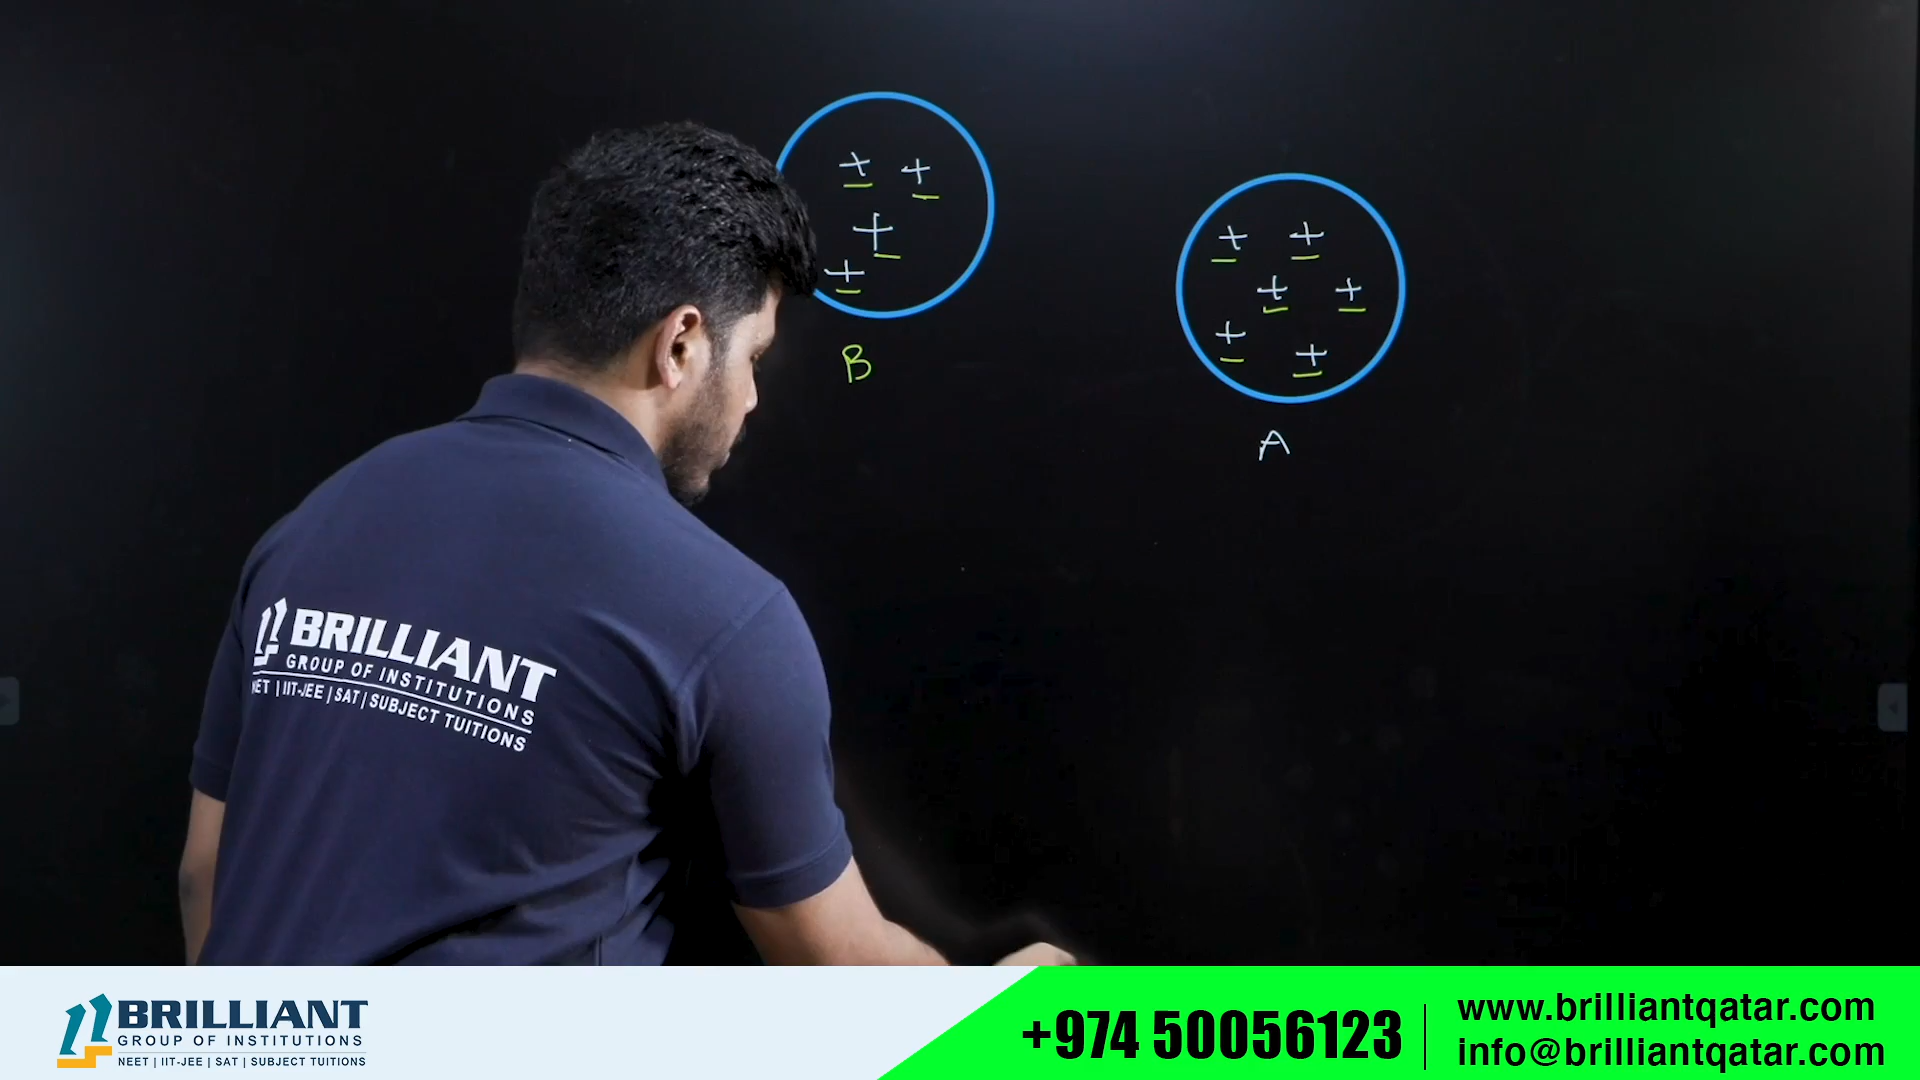 + +
+
+
B
+ +
+ +
+ +
A
BRILLIANT
GROUP OF INSTITUTIONS
NEET | IIT-JEE | SAT | SUBJECT TUITIONS
BRILLIANT
GROUP OF INSTITUTIONS
NEET | IIT-JEE | SAT | SUBJECT TUITIONS
+974 50056123
www.brilliantqatar.com
info@brilliantqatar.com